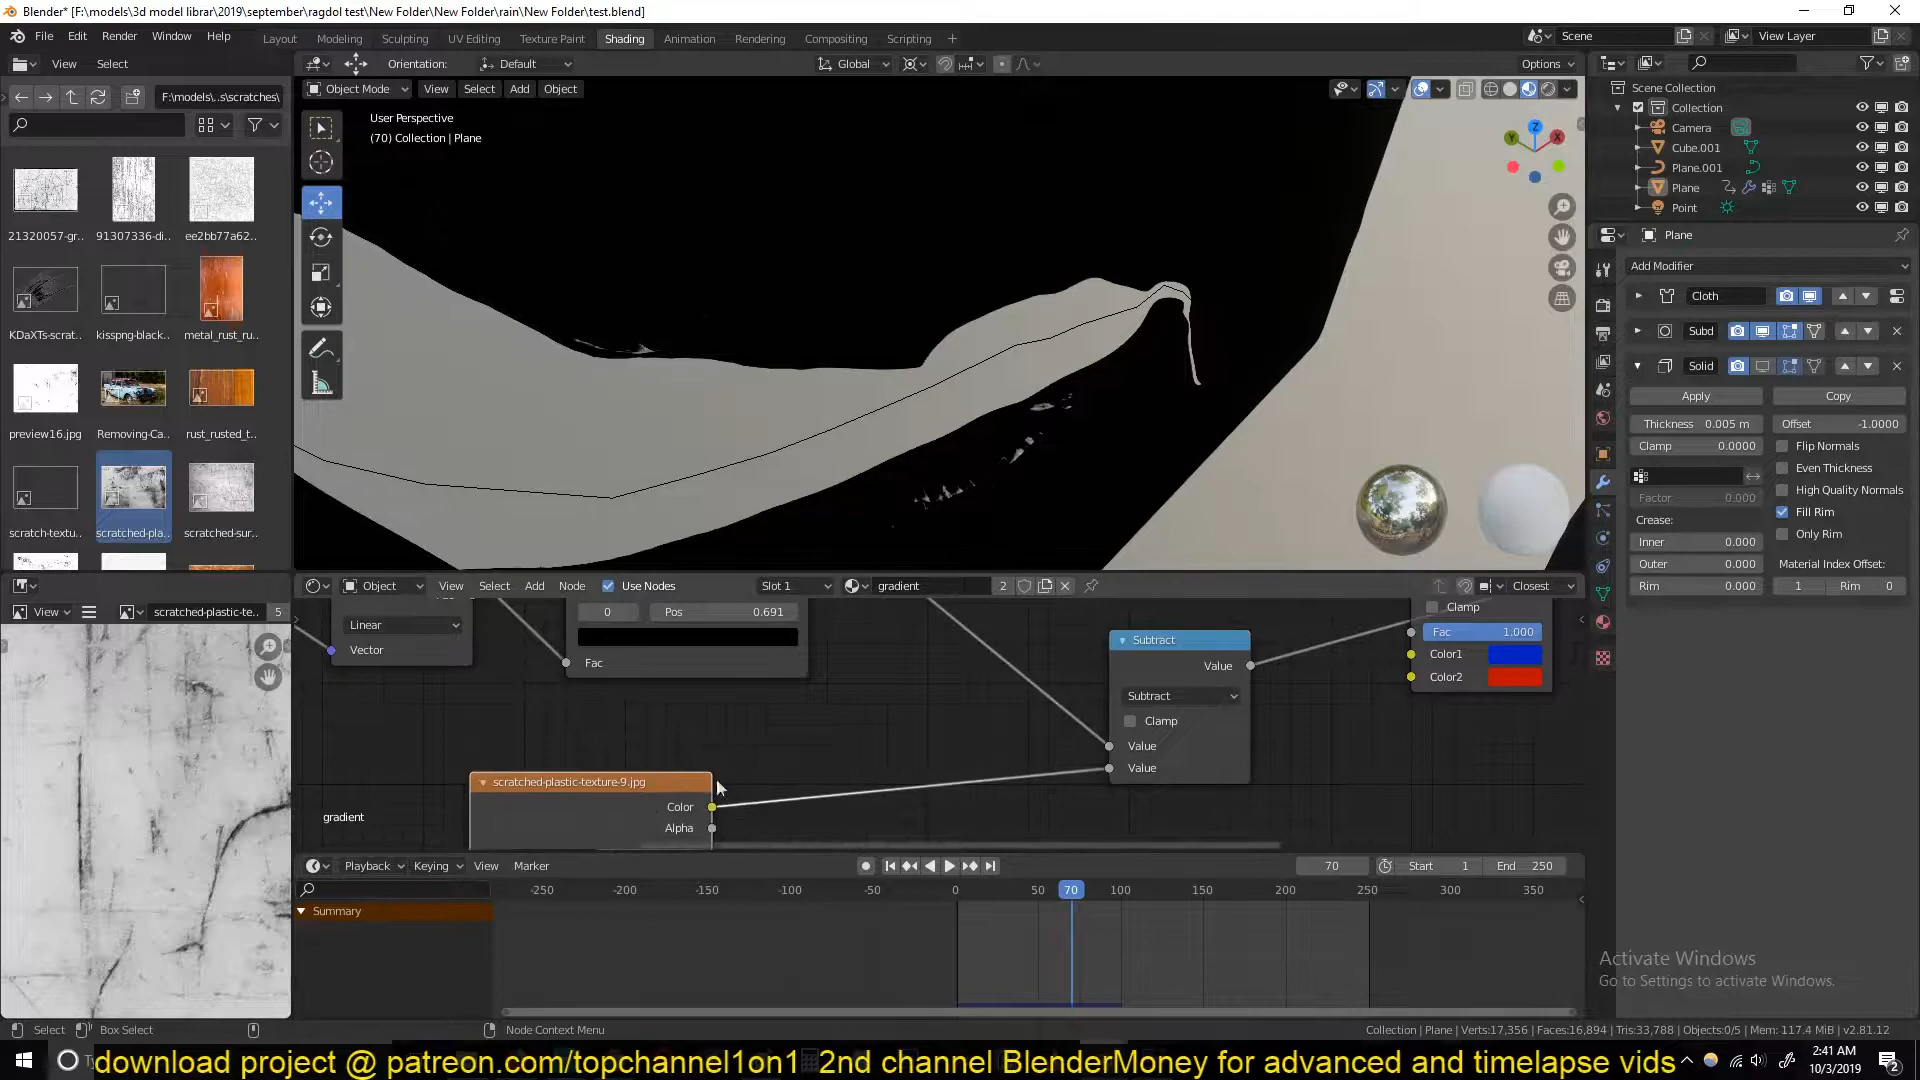 Blender* [F:\models\3d model librar\2019\september\ragdol test\New Folder\New Folder\rain\New Folder\test.blend]
File Edit Render Window Help Layout Modeling Sculpting UV Editing Texture Paint Shading Animation Rendering Compositing Scripting + Scene View Layer
View Select Orientation: Default Global Options
F:\models\..s\scratches\ Object Mode View Select Add Object
User Perspective
(70) Collection | Plane
Z
Y
X
21320057-gr.. 91307336-di.. ee2bb77a62..
KDaXTs-scrat.. kisspng-black.. metal_rust_ru..
preview16.jpg Removing-Ca.. rust_rusted_t..
scratch-textu.. scratched-pla.. scratched-sur..
Scene Collection
Collection
Camera
Cube.001
Plane.001
Plane
Point
Plane
Add Modifier
Cloth
Subd
Solid
Apply Copy
Thickness 0.005 m Offset -1.0000
Clamp 0.0000 Flip Normals
Even Thickness
Factor 0.000 High Quality Normals
Crease: Fill Rim
Inner 0.000 Only Rim
Outer 0.000 Material Index Offset:
Rim 0.000 1 Rim 0
Object View Select Add Node Use Nodes Slot 1 gradient 2 Closest
View scratched-plastic-te.. 5
0 Pos 0.691
Linear
Vector
Fac
Subtract
Value
Subtract
Clamp
Value
Value
Clamp
Fac 1.000
Color1
Color2
scratched-plastic-texture-9.jpg
Color
Alpha
gradient
Playback Keying View Marker 70 Start 1 End 250
-250 -200 -150 -100 -50 0 50 70 100 150 200 250 300 350
Summary
Activate Windows
Go to Settings to activate Windows.
Select Box Select Node Context Menu Collection | Plane | Verts:17,356 | Faces:16,894 | Tris:33,788 | Objects:0/5 | Mem: 117.4 MiB | v2.81.12
download project @ patreon.com/topchannel1on1 2nd channel BlenderMoney for advanced and timelapse vids
2:41 AM
10/3/2019
2